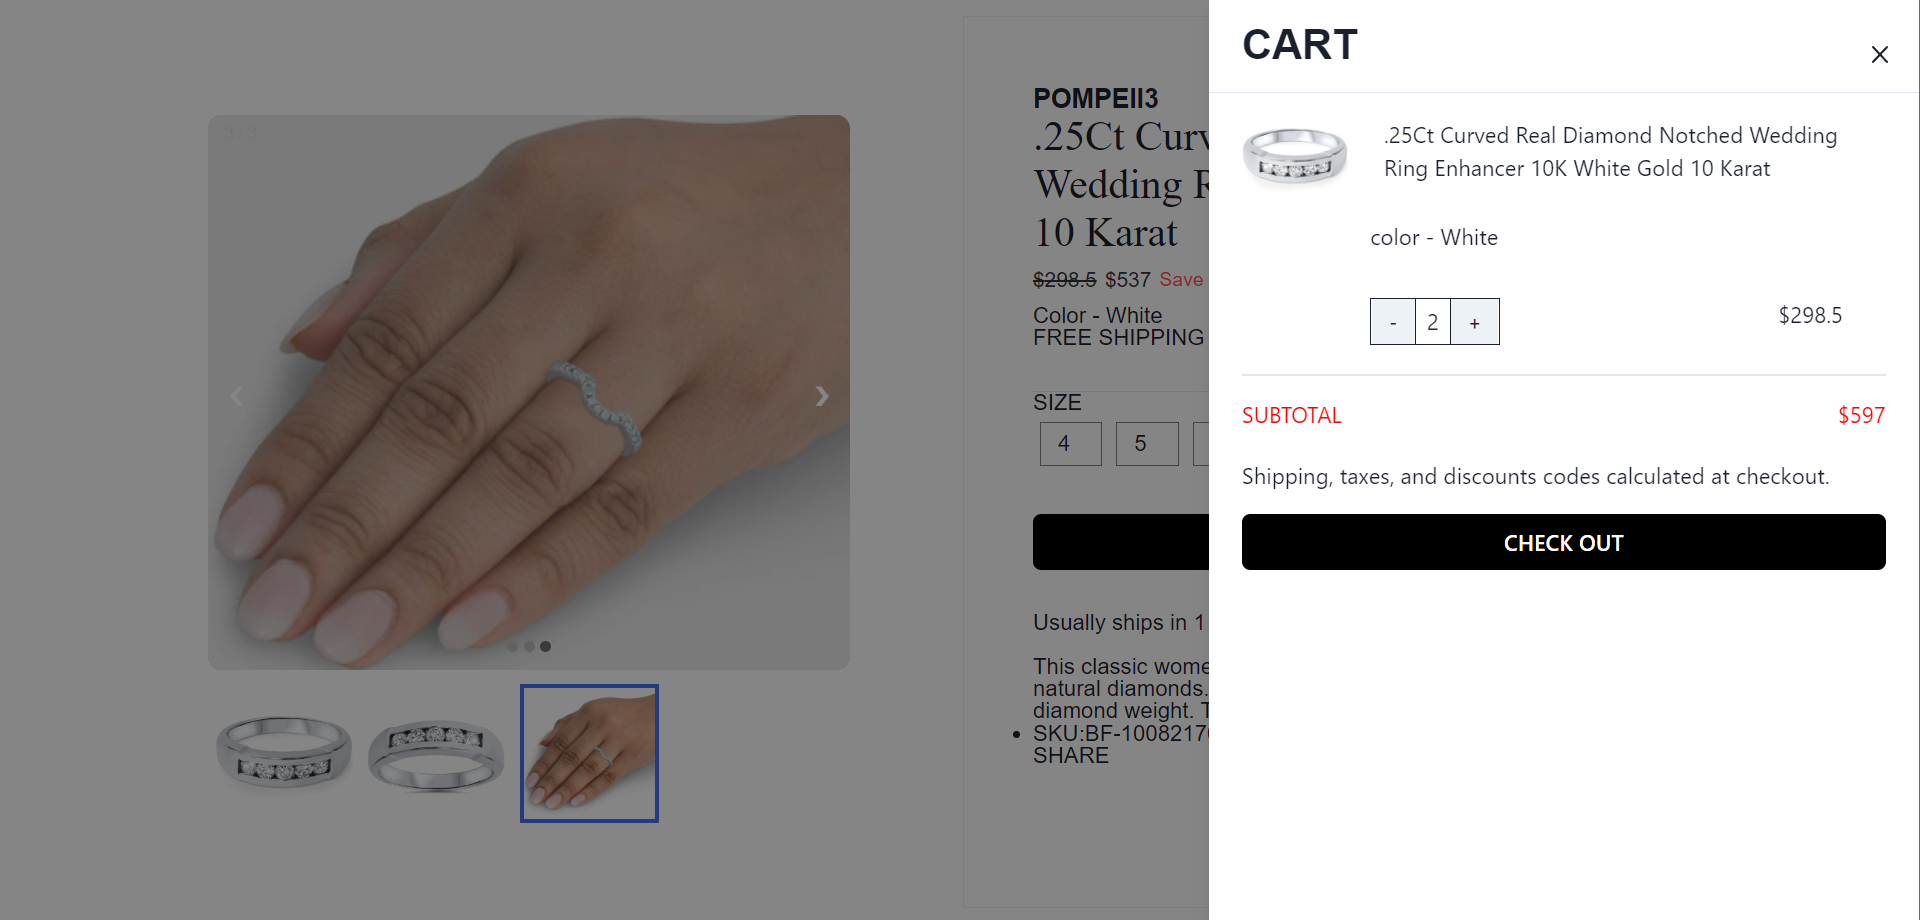 3 / 3
POMPEII3
.25Ct Curv
Wedding R
10 Karat
$298.5 $537 Save
Color - White
FREE SHIPPING
SIZE
4 5
Usually ships in 1
This classic wome
natural diamonds.
diamond weight. T
SKU:BF-1008217
SHARE
CART
.25Ct Curved Real Diamond Notched Wedding
Ring Enhancer 10K White Gold 10 Karat
color - White
- 2 + $298.5
SUBTOTAL $597
Shipping, taxes, and discounts codes calculated at checkout.
CHECK OUT